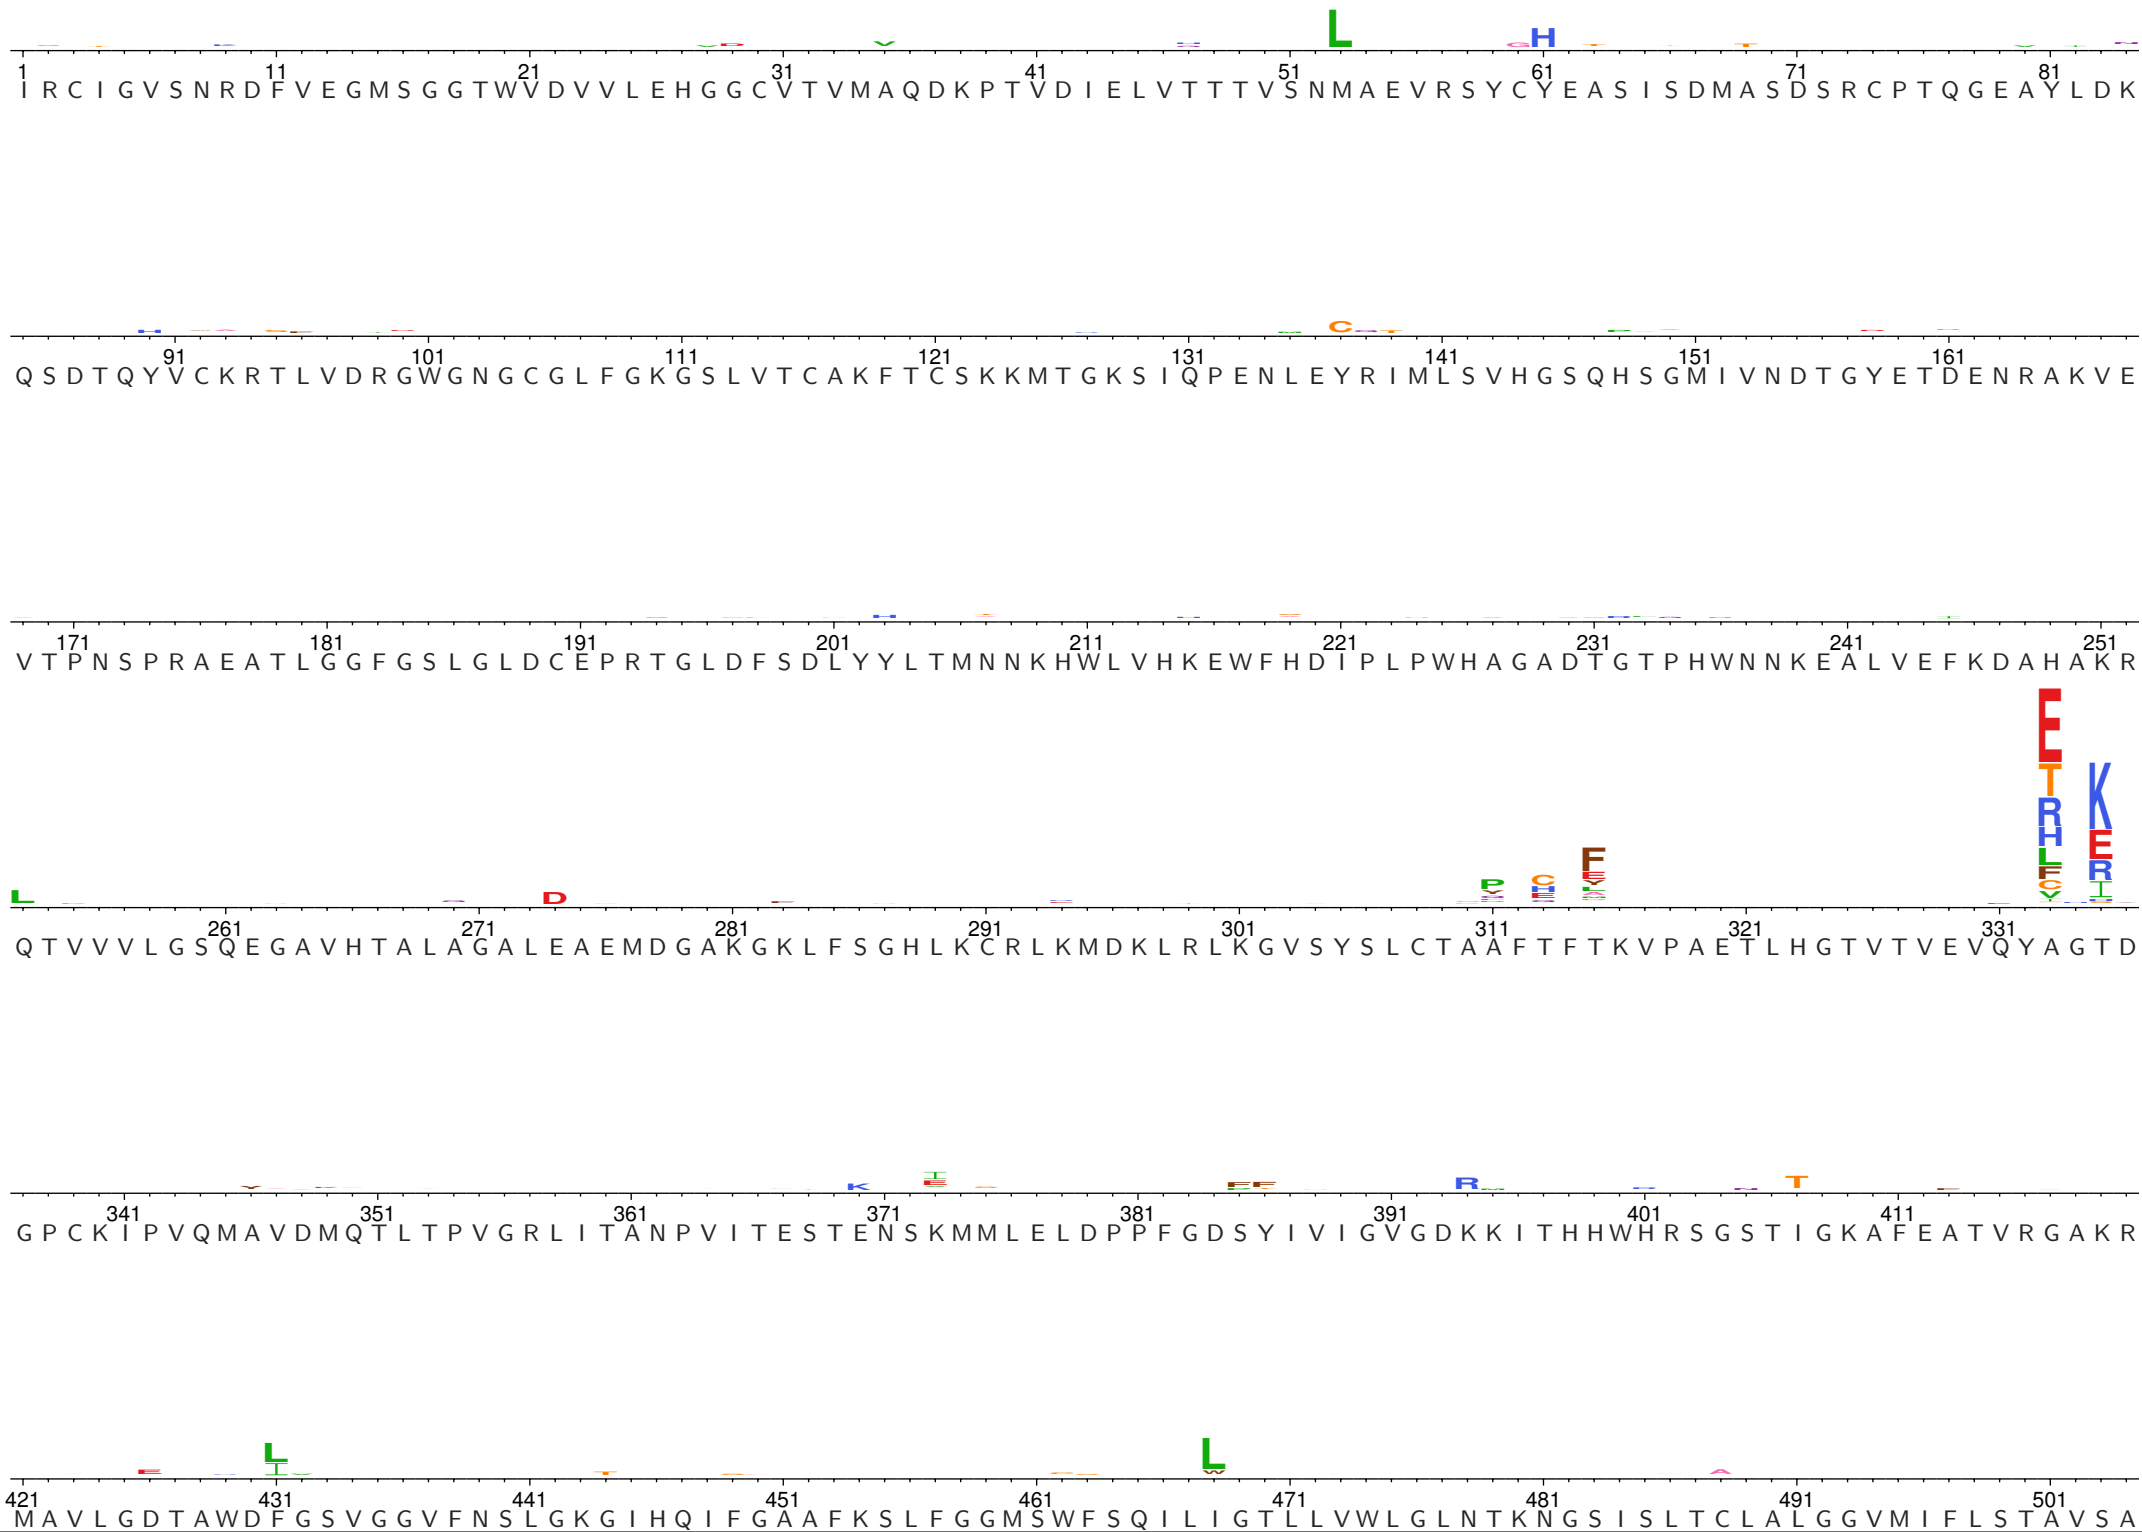 L
H
1 11 21 31 41 51 61 71 81
I R C I G V S N R D F V E G M S G G T W V D V V L E H G G C V T V M A Q D K P T V D I E L V T T T V S N M A E V R S Y C Y E A S I S D M A S D S R C P T Q G E A Y L D K
C
91 101 111 121 131 141 151 161
Q S D T Q Y V C K R T L V D R G W G N G C G L F G K G S L V T C A K F T C S K K M T G K S I Q P E N L E Y R I M L S V H G S Q H S G M I V N D T G Y E T D E N R A K V E
171 181 191 201 211 221 231 241 251
V T P N S P R A E A T L G G F G S L G L D C E P R T G L D F S D L Y Y L T M N N K H W L V H K E W F H D I P L P W H A G A D T G T P H W N N K E A L V E F K D A H A K R
E
T K
R
H E
F L R
P C E F I
L D H Y C
261 271 281 291 301 311 321 331
Q T V V V L G S Q E G A V H T A L A G A L E A E M D G A K G K L F S G H L K C R L K M D K L R L K G V S Y S L C T A A F T F T K V P A E T L H G T V T V E V Q Y A G T D
Y K I E F F R T
341 351 361 371 381 391 401 411
G P C K I P V Q M A V D M Q T L T P V G R L I T A N P V I T E S T E N S K M M L E L D P P F G D S Y I V I G V G D K K I T H H W H R S G S T I G K A F E A T V R G A K R
L L
E I T W A
421 431 441 451 461 471 481 491 501
M A V L G D T A W D F G S V G G V F N S L G K G I H Q I F G A A F K S L F G G M S W F S Q I L I G T L L V W L G L N T K N G S I S L T C L A L G G V M I F L S T A V S A